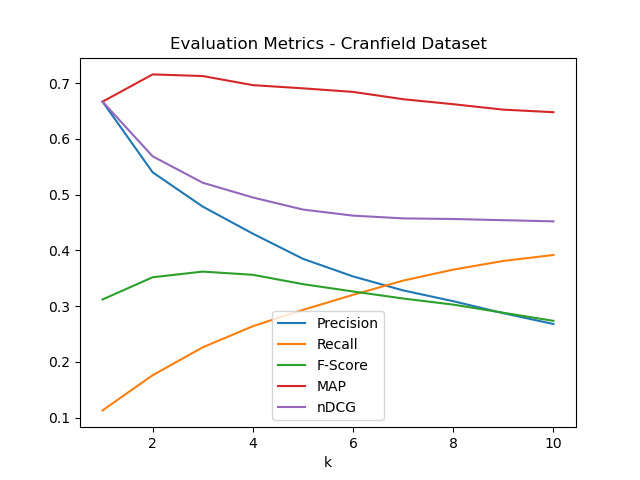 Evaluation Metrics - Cranfield Dataset
0.7
0.6
0.5
0.4
0.3
0.2
0.1
Precision
Recall
F-Score
MAP
nDCG
2 4 6 8 10
k